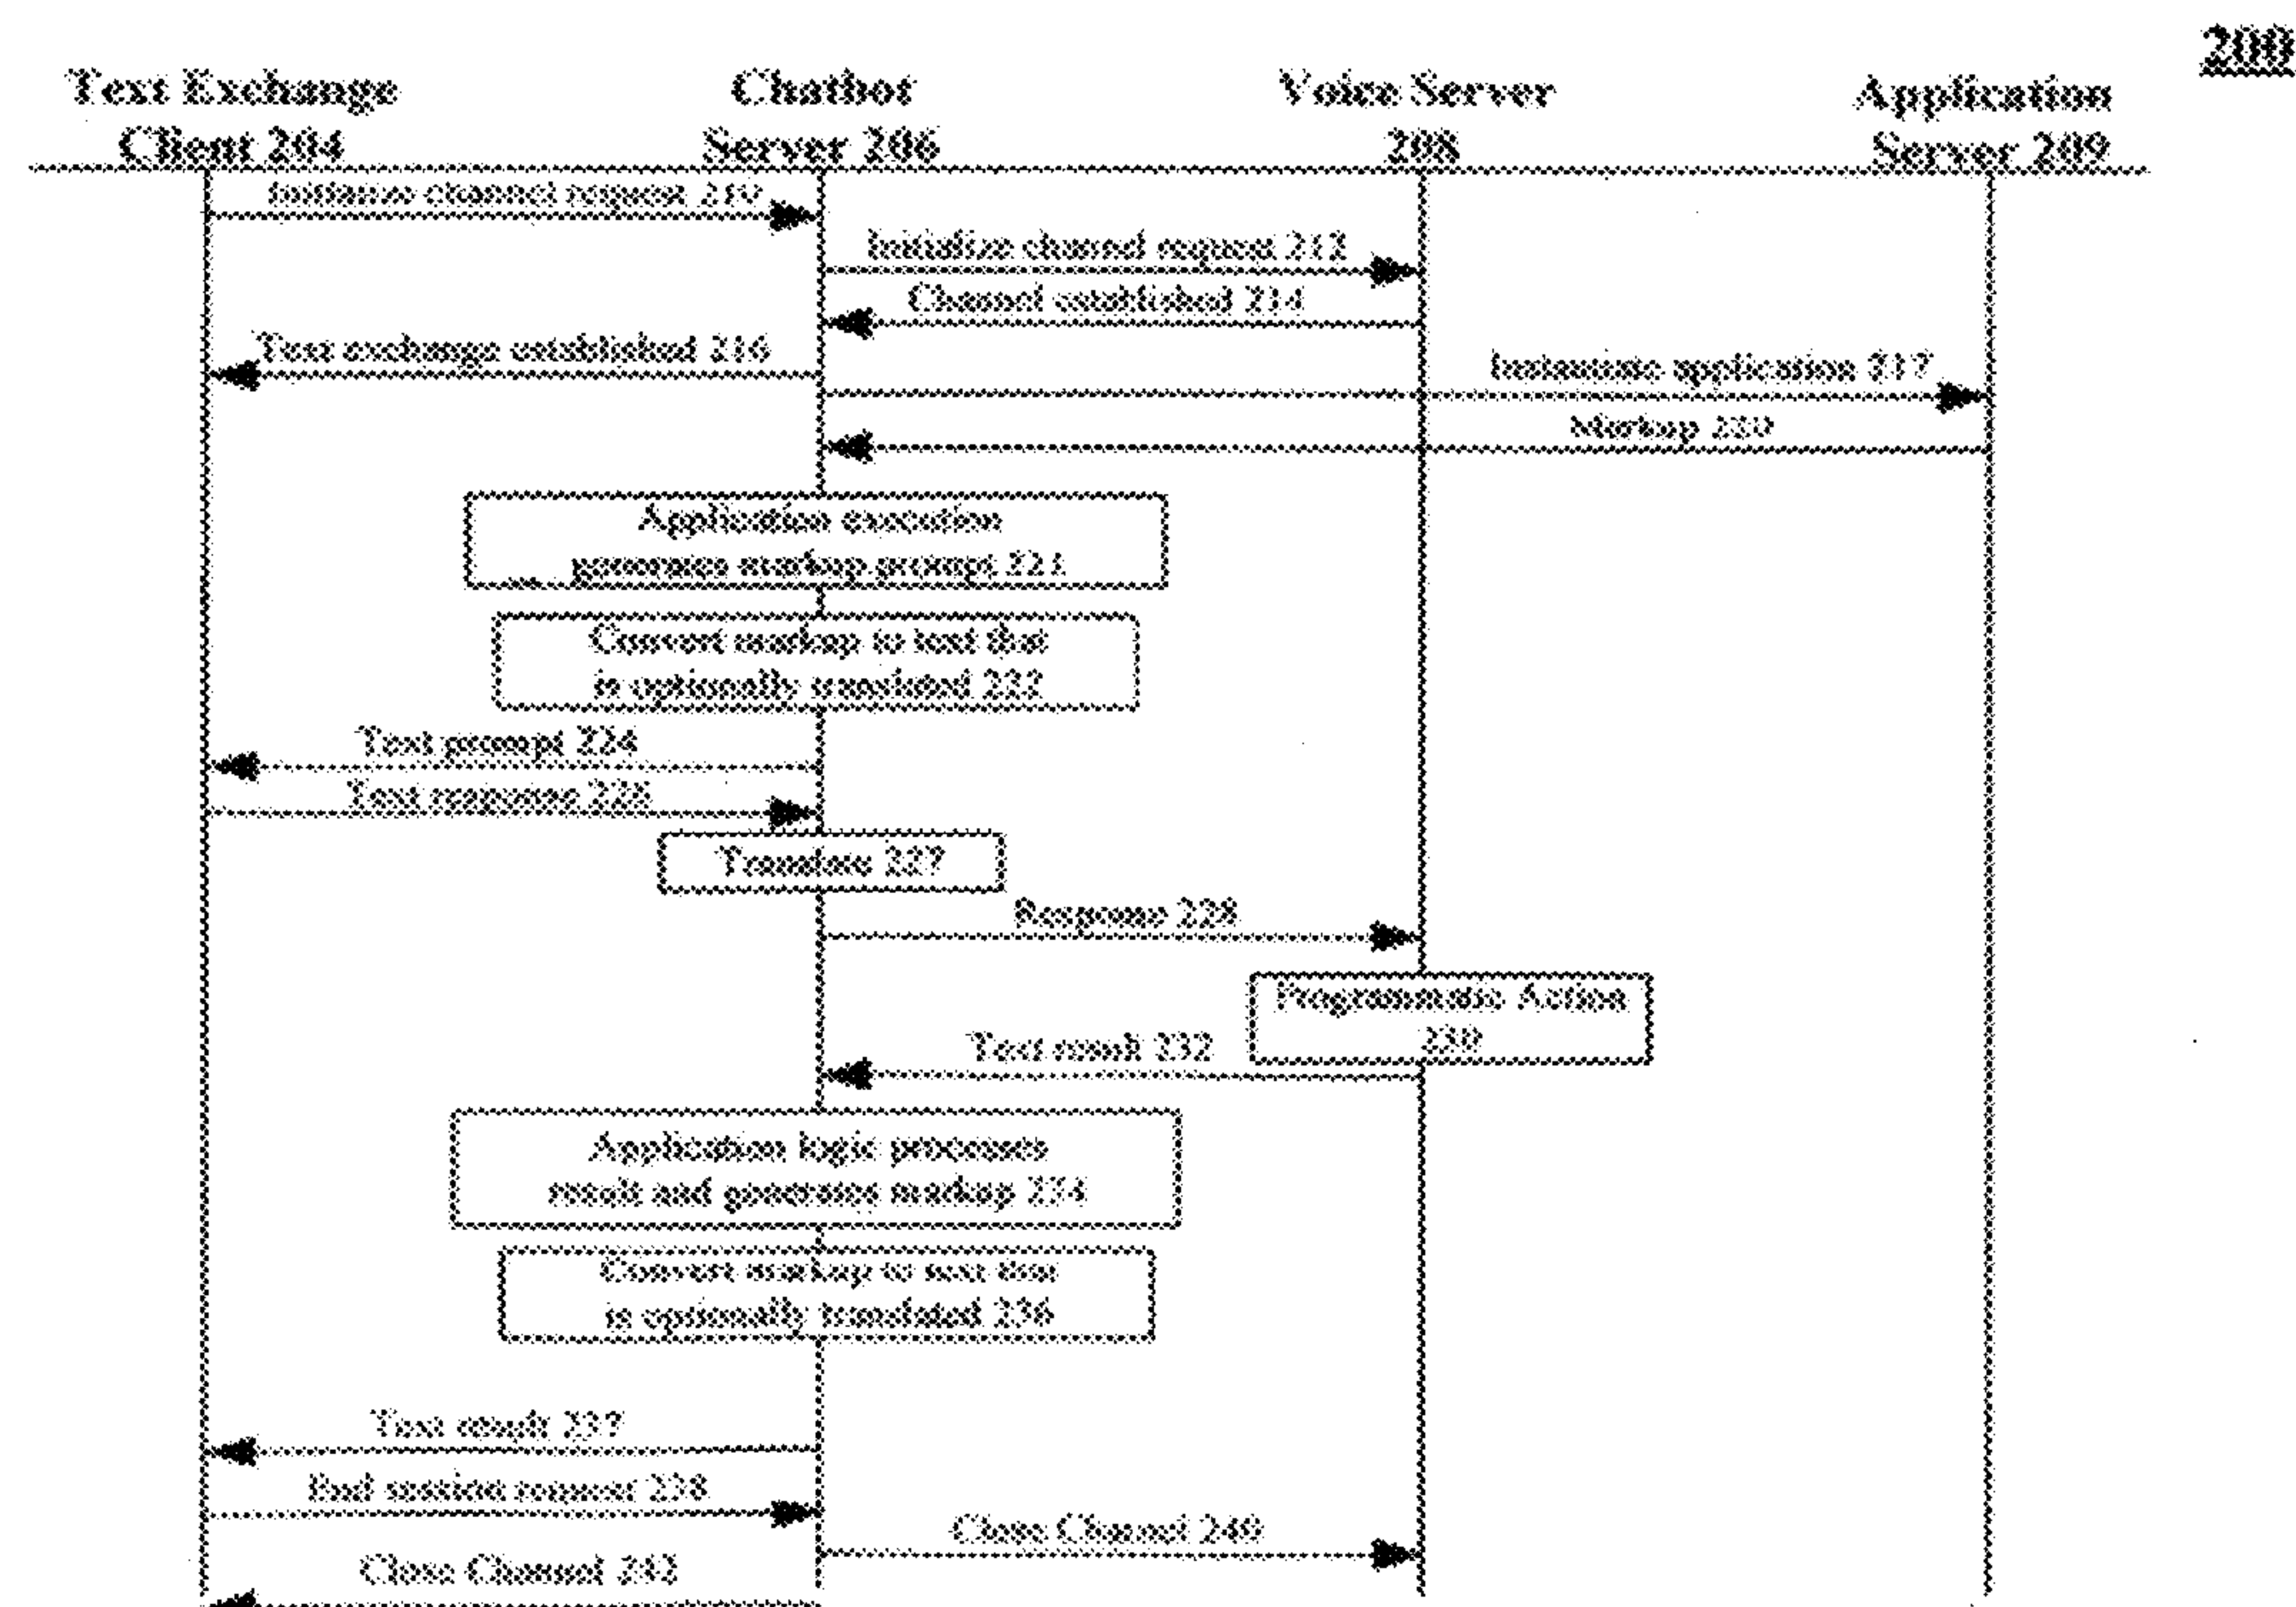 200
Text Exchange
Client 204
Chatbot
Server 206
Voice Server
208
Application
Server 209
Initialize channel request 210
Initialize channel request 212
Channel established 214
Text exchange established 216
Instantiate application 217
Markup 220
Application execution
generates markup prompt 221
Convert markup to text that
is optionally translated 222
Text prompt 224
Text response 225
Translate 227
Response 228
Programmatic Action
230
Text result 232
Application logic processes
result and generates markup 234
Convert markup to text that
is optionally translated 236
Text result 237
End session request 238
Close Channel 240
Close Channel 242